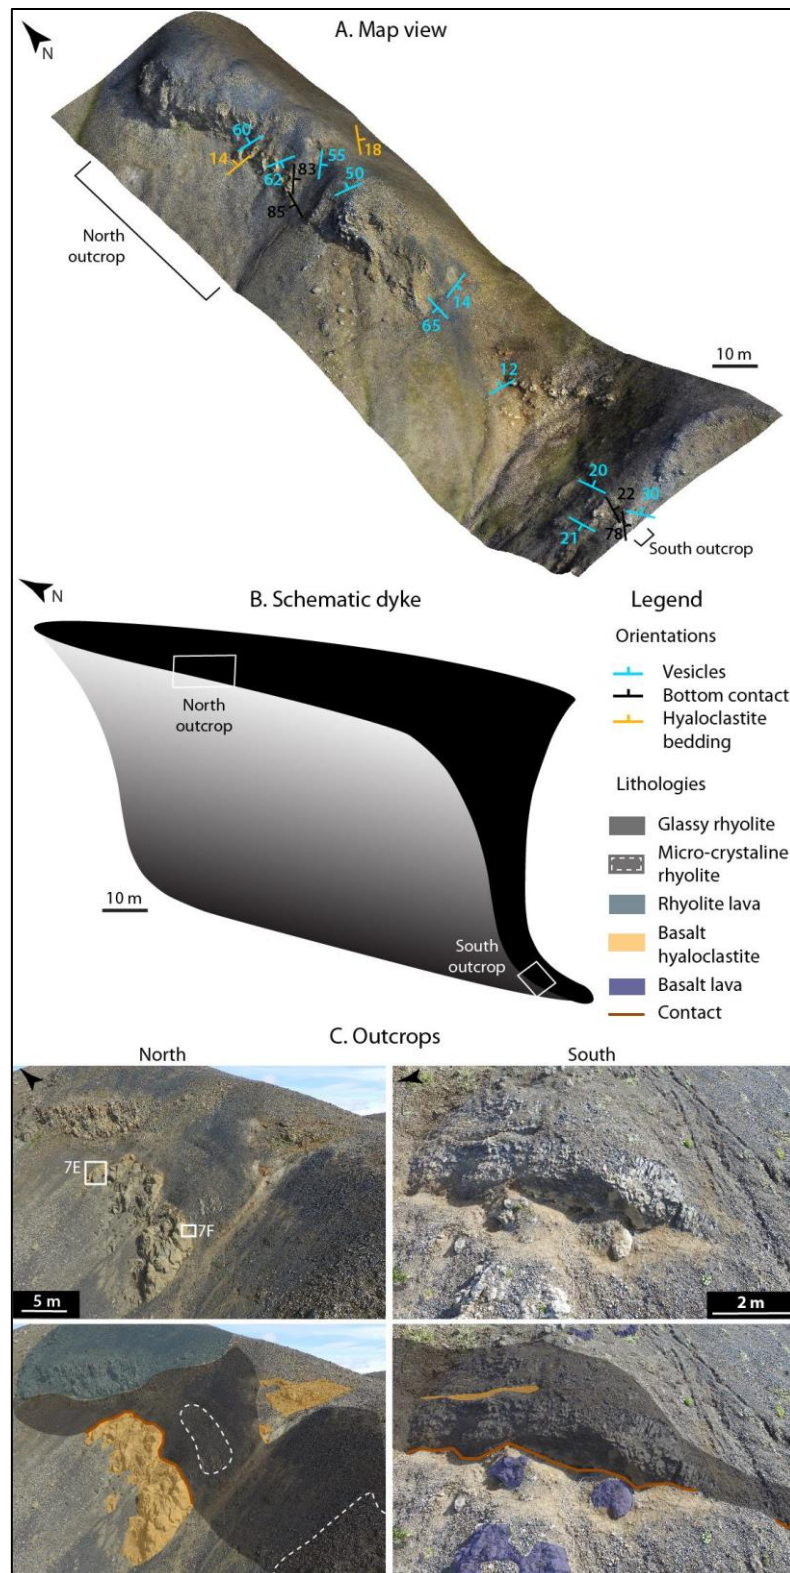 A. Map view
N
60
14
62
83
55
18
50
85
North
outcrop
14
65
10 m
12
20
22
30
21
78
South outcrop
N
B. Schematic dyke
North
outcrop
10 m
South
outcrop
Legend
Orientations
Vesicles
Bottom contact
Hyaloclastite
bedding
Lithologies
Glassy rhyolite
Micro-crystaline
rhyolite
Rhyolite lava
Basalt
hyaloclastite
Basalt lava
Contact
C. Outcrops
North
South
7E
7F
5 m
2 m